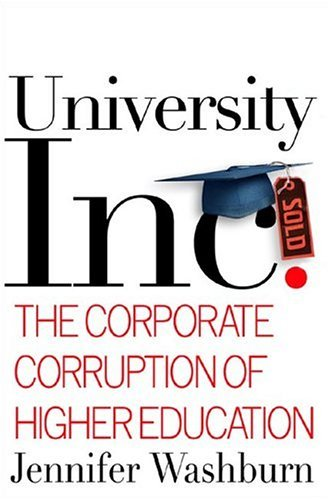 University
Inc.
SOLD
THE CORPORATE
CORRUPTION OF
HIGHER EDUCATION
Jennifer Washburn